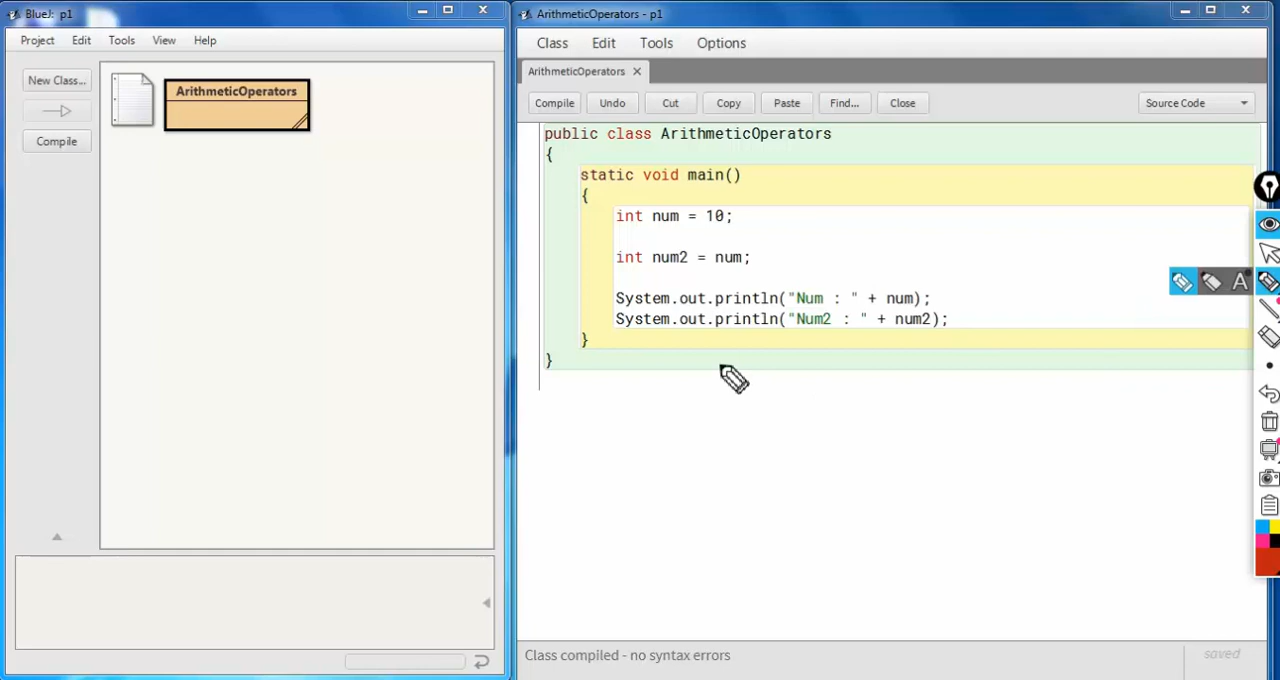 BlueJ: p1
Project Edit Tools View Help
New Class...
Compile
ArithmeticOperators
ArithmeticOperators - p1
Class Edit Tools Options
ArithmeticOperators ×
Compile Undo Cut Copy Paste Find... Close Source Code
public class ArithmeticOperators
{
static void main()
{
int num = 10;
int num2 = num;
System.out.println("Num : " + num);
System.out.println("Num2 : " + num2);
}
}
A
Class compiled - no syntax errors
saved